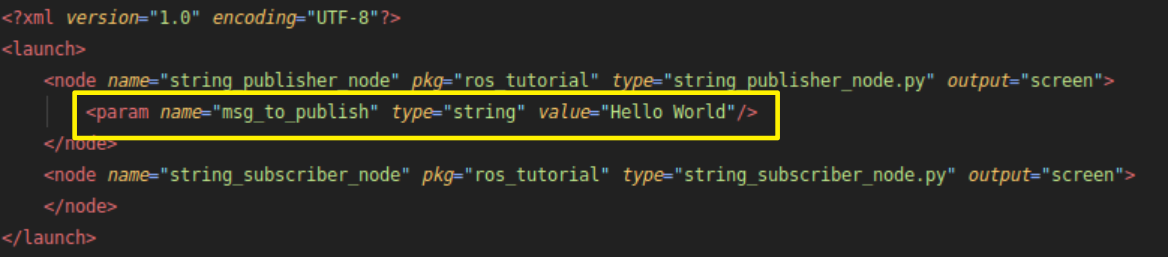 <?xml version="1.0" encoding="UTF-8"?>
<launch>
    <node name="string_publisher_node" pkg="ros_tutorial" type="string_publisher_node.py" output="screen">
        <param name="msg_to_publish" type="string" value="Hello World"/>
    </node>
    <node name="string_subscriber_node" pkg="ros_tutorial" type="string_subscriber_node.py" output="screen">
    </node>
</launch>